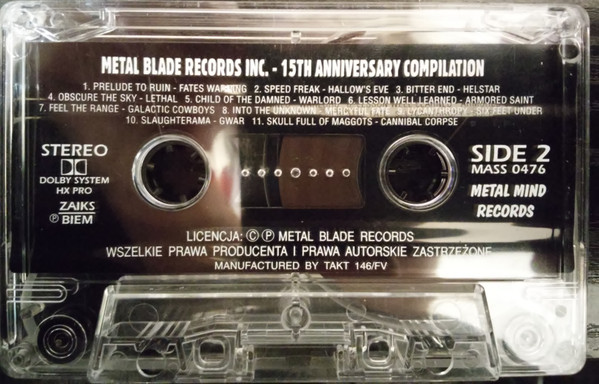 METAL BLADE RECORDS INC. - 15TH ANNIVERSARY COMPILATION
1. PRELUDE TO RUIN - FATES WARNING 2. SPEED FREAK - HALLOW'S EVE 3. BITTER END - HELSTAR
4. OBSCURE THE SKY - LETHAL 5. CHILD OF THE DAMNED - WARLORD 6. LESSON WELL LEARNED - ARMORED SAINT
7. FEEL THE RANGE - GALACTIC COWBOYS 8. INTO THE UNKNOWN - MERCYFUL FATE 9. LYCANTHROPY - SIX FEET UNDER
10. SLAUGHTERAMA - GWAR 11. SKULL FULL OF MAGGOTS - CANNIBAL CORPSE
STEREO
DOLBY SYSTEM
HX PRO
ZAIKS
Ⓟ BIEM
SIDE 2
MASS 0476
METAL MIND
RECORDS
LICENCJA: Ⓒ Ⓟ METAL BLADE RECORDS
WSZELKIE PRAWA PRODUCENTA I PRAWA AUTORSKIE ZASTRZEŻONE
MANUFACTURED BY TAKT 146/FV